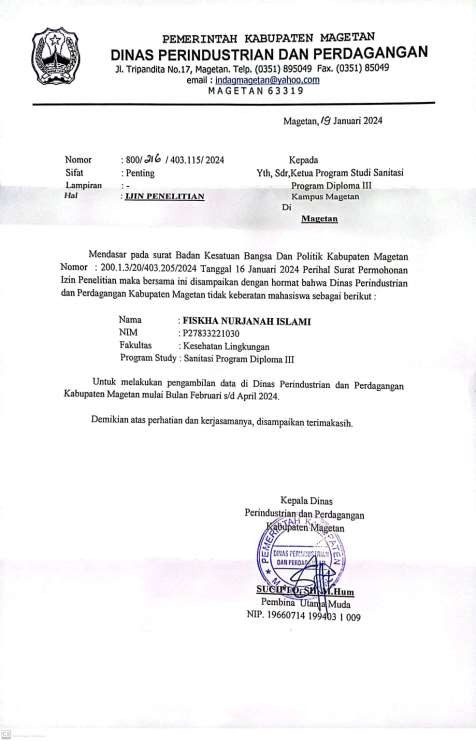 PEMERINTAH KABUPATEN MAGETAN
DINAS PERINDUSTRIAN DAN PERDAGANGAN
Jl. Tripandita No.17, Magetan. Telp. (0351) 895049 Fax. (0351) 85049
email : indagmagetan@yahoo.com
MAGETAN 63319
Magetan, 19 Januari 2024
Nomor : 800/ 216 / 403.115/ 2024
Sifat : Penting
Lampiran : -
Hal : IJIN PENELITIAN
Kepada
Yth, Sdr,Ketua Program Studi Sanitasi
Program Diploma III
Kampus Magetan
Di
Magetan
Mendasar pada surat Badan Kesatuan Bangsa Dan Politik Kabupaten Magetan
Nomor : 200.1.3/20/403.205/2024 Tanggal 16 Januari 2024 Perihal Surat Permohonan
Izin Penelitian maka bersama ini disampaikan dengan hormat bahwa Dinas Perindustrian
dan Perdagangan Kabupaten Magetan tidak keberatan mahasiswa sebagai berikut :
Nama : FISKHA NURJANAH ISLAMI
NIM : P27833221030
Fakultas : Kesehatan Lingkungan
Program Study : Sanitasi Program Diploma III
Untuk melakukan pengambilan data di Dinas Perindustrian dan Perdagangan
Kabupaten Magetan mulai Bulan Februari s/d April 2024.
Demikian atas perhatian dan kerjasamanya, disampaikan terimakasih.
Kepala Dinas
Perindustrian dan Perdagangan
Kabupaten Magetan
PEMERINTAH KABUPATEN
DINAS PERINDUSTRIAN
DAN PERDAGANGAN
SUCIPTO, SH, M.Hum
Pembina Utama Muda
NIP. 19660714 199403 1 009